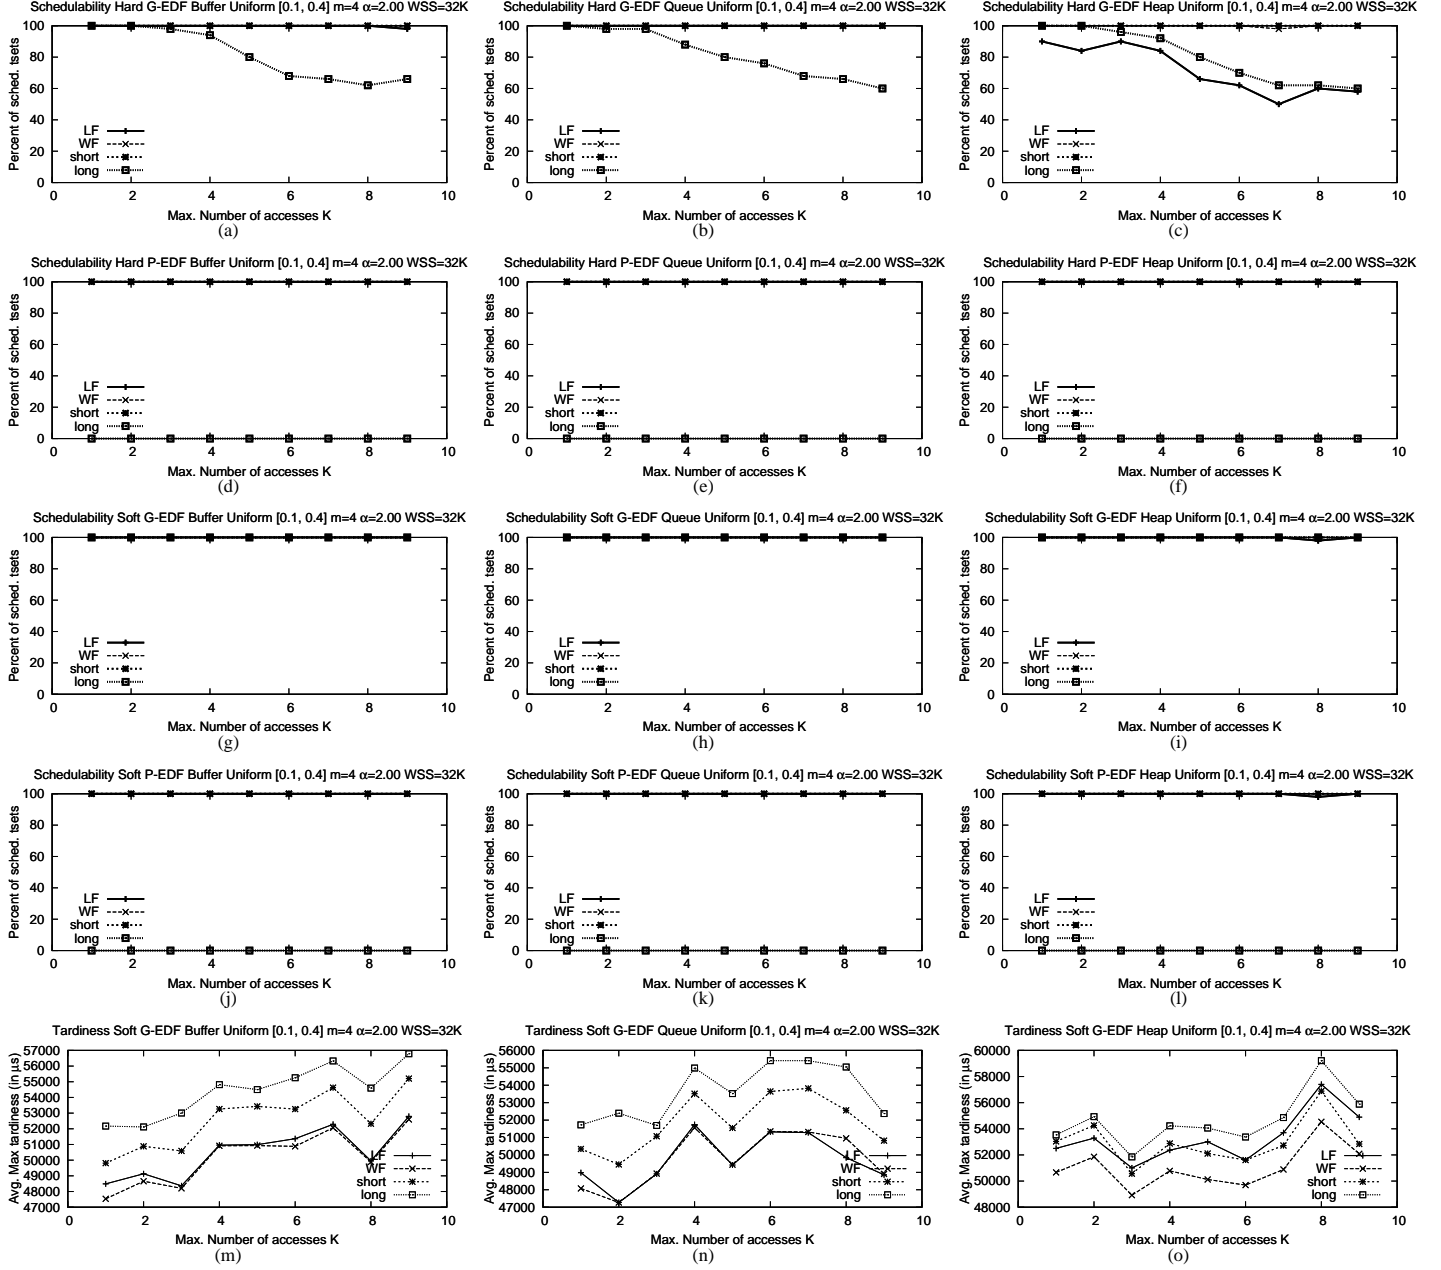 Schedulability Hard G-EDF Buffer Uniform [0.1, 0.4] m=4 α=2.00 WSS=32K
Percent of sched. tsets
100
80
60
40
20
0
LF
WF
short
long
0 2 4 6 8 10
Max. Number of accesses K
(a)
Schedulability Hard G-EDF Queue Uniform [0.1, 0.4] m=4 α=2.00 WSS=32K
Percent of sched. tsets
100
80
60
40
20
0
LF
WF
short
long
0 2 4 6 8 10
Max. Number of accesses K
(b)
Schedulability Hard G-EDF Heap Uniform [0.1, 0.4] m=4 α=2.00 WSS=32K
Percent of sched. tsets
100
80
60
40
20
0
LF
WF
short
long
0 2 4 6 8 10
Max. Number of accesses K
(c)
Schedulability Hard P-EDF Buffer Uniform [0.1, 0.4] m=4 α=2.00 WSS=32K
Percent of sched. tsets
100
80
60
40
20
0
LF
WF
short
long
0 2 4 6 8 10
Max. Number of accesses K
(d)
Schedulability Hard P-EDF Queue Uniform [0.1, 0.4] m=4 α=2.00 WSS=32K
Percent of sched. tsets
100
80
60
40
20
0
LF
WF
short
long
0 2 4 6 8 10
Max. Number of accesses K
(e)
Schedulability Hard P-EDF Heap Uniform [0.1, 0.4] m=4 α=2.00 WSS=32K
Percent of sched. tsets
100
80
60
40
20
0
LF
WF
short
long
0 2 4 6 8 10
Max. Number of accesses K
(f)
Schedulability Soft G-EDF Buffer Uniform [0.1, 0.4] m=4 α=2.00 WSS=32K
Percent of sched. tsets
100
80
60
40
20
0
LF
WF
short
long
0 2 4 6 8 10
Max. Number of accesses K
(g)
Schedulability Soft G-EDF Queue Uniform [0.1, 0.4] m=4 α=2.00 WSS=32K
Percent of sched. tsets
100
80
60
40
20
0
LF
WF
short
long
0 2 4 6 8 10
Max. Number of accesses K
(h)
Schedulability Soft G-EDF Heap Uniform [0.1, 0.4] m=4 α=2.00 WSS=32K
Percent of sched. tsets
100
80
60
40
20
0
LF
WF
short
long
0 2 4 6 8 10
Max. Number of accesses K
(i)
Schedulability Soft P-EDF Buffer Uniform [0.1, 0.4] m=4 α=2.00 WSS=32K
Percent of sched. tsets
100
80
60
40
20
0
LF
WF
short
long
0 2 4 6 8 10
Max. Number of accesses K
(j)
Schedulability Soft P-EDF Queue Uniform [0.1, 0.4] m=4 α=2.00 WSS=32K
Percent of sched. tsets
100
80
60
40
20
0
LF
WF
short
long
0 2 4 6 8 10
Max. Number of accesses K
(k)
Schedulability Soft P-EDF Heap Uniform [0.1, 0.4] m=4 α=2.00 WSS=32K
Percent of sched. tsets
100
80
60
40
20
0
LF
WF
short
long
0 2 4 6 8 10
Max. Number of accesses K
(l)
Tardiness Soft G-EDF Buffer Uniform [0.1, 0.4] m=4 α=2.00 WSS=32K
Avg. Max tardiness (in µs)
57000
56000
55000
54000
53000
52000
51000
50000
49000
48000
47000
LF
WF
short
long
0 2 4 6 8 10
Max. Number of accesses K
(m)
Tardiness Soft G-EDF Queue Uniform [0.1, 0.4] m=4 α=2.00 WSS=32K
Avg. Max tardiness (in µs)
56000
55000
54000
53000
52000
51000
50000
49000
48000
47000
LF
WF
short
long
0 2 4 6 8 10
Max. Number of accesses K
(n)
Tardiness Soft G-EDF Heap Uniform [0.1, 0.4] m=4 α=2.00 WSS=32K
Avg. Max tardiness (in µs)
60000
58000
56000
54000
52000
50000
48000
LF
WF
short
long
0 2 4 6 8 10
Max. Number of accesses K
(o)